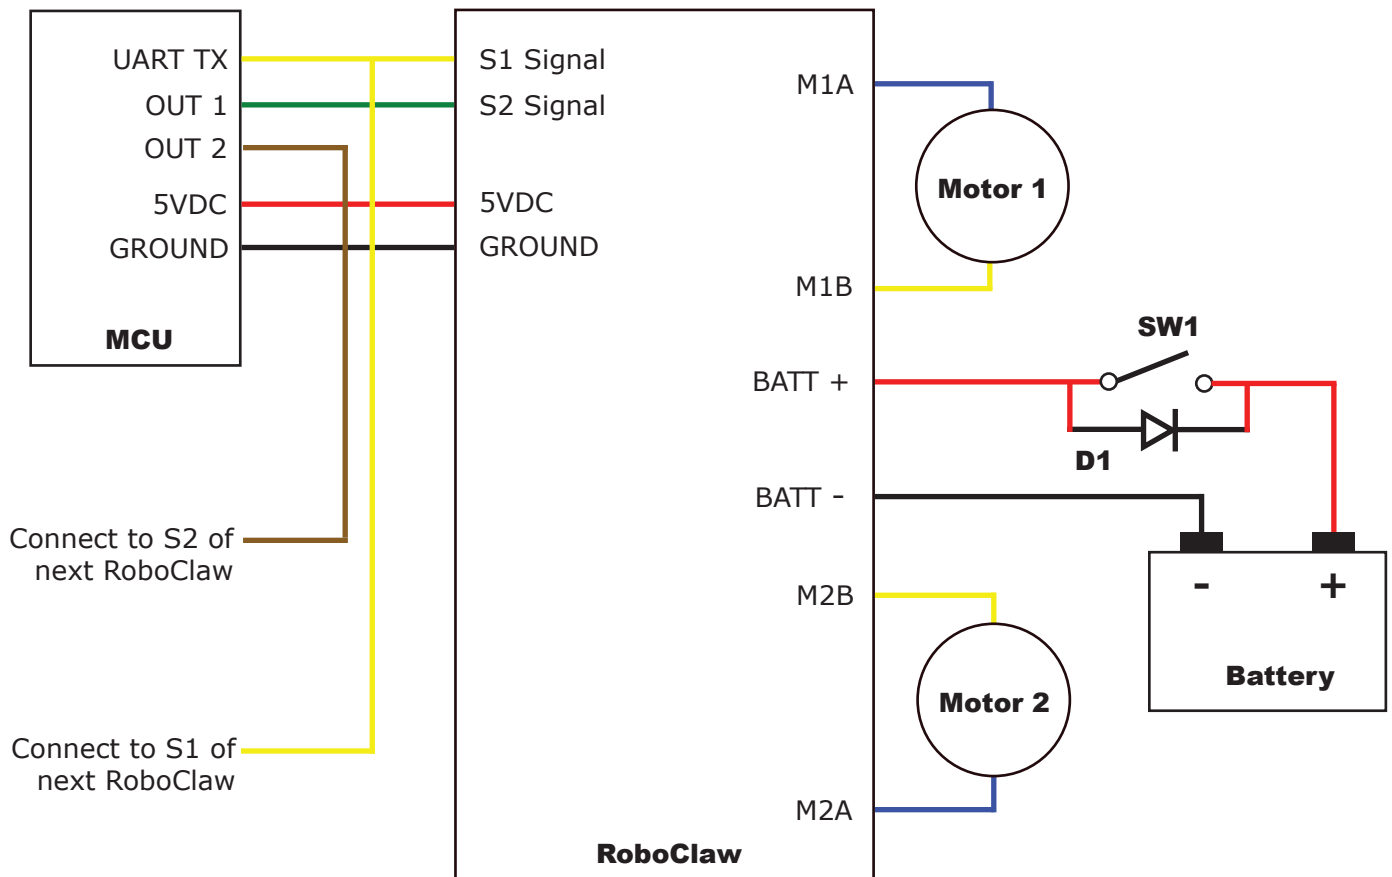 UART TX
OUT 1
OUT 2
5VDC
GROUND
MCU
Connect to S2 of
next RoboClaw
Connect to S1 of
next RoboClaw
S1 Signal
S2 Signal
5VDC
GROUND
M1A
M1B
BATT +
BATT -
M2B
M2A
RoboClaw
Motor 1
SW1
D1
- +
Battery
Motor 2